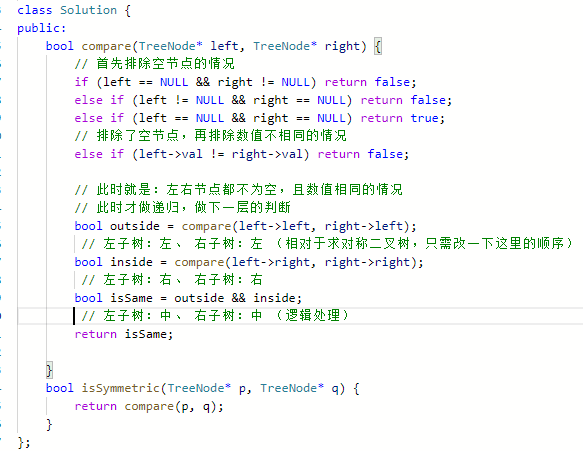 class Solution {
public:
    bool compare(TreeNode* left, TreeNode* right) {
        // 首先排除空节点的情况
        if (left == NULL && right != NULL) return false;
        else if (left != NULL && right == NULL) return false;
        else if (left == NULL && right == NULL) return true;
        // 排除了空节点，再排除数值不相同的情况
        else if (left->val != right->val) return false;

        // 此时就是：左右节点都不为空，且数值相同的情况
        // 此时才做递归，做下一层的判断
        bool outside = compare(left->left, right->left);
         // 左子树：左、 右子树：左 （相对于求对称二叉树，只需改一下这里的顺序）
        bool inside = compare(left->right, right->right);
         // 左子树：右、 右子树：右
        bool isSame = outside && inside;
         // 左子树：中、 右子树：中 （逻辑处理）
        return isSame;

    }
    bool isSymmetric(TreeNode* p, TreeNode* q) {
        return compare(p, q);
    }
};